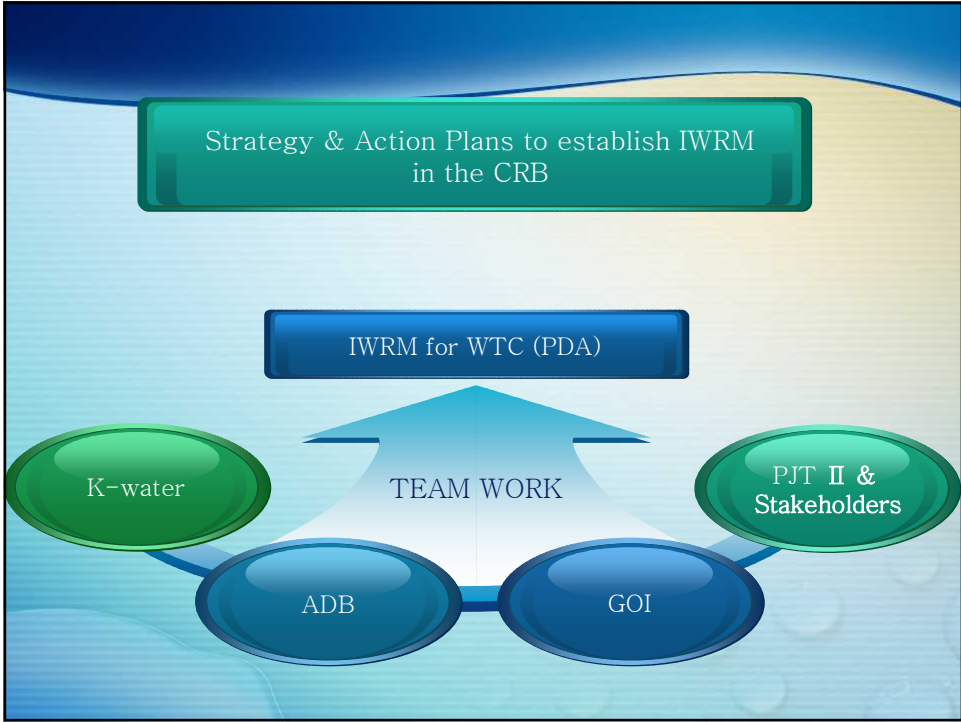 Strategy & Action Plans to establish IWRM
in the CRB
IWRM for WTC (PDA)
K-water
TEAM WORK
PJT Ⅱ &
Stakeholders
ADB
GOI